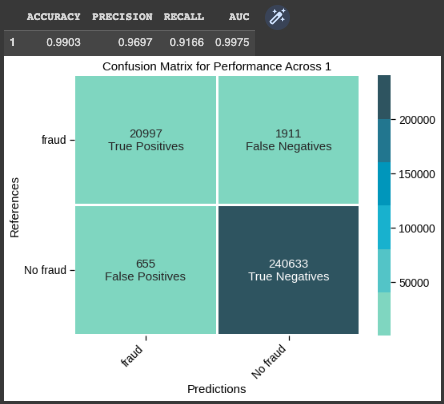 ACCURACY PRECISION RECALL AUC
1 0.9903 0.9697 0.9166 0.9975
Confusion Matrix for Performance Across 1
References
fraud
20997
True Positives
1911
False Negatives
No fraud
655
False Positives
240633
True Negatives
200000
150000
100000
50000
fraud
No fraud
Predictions